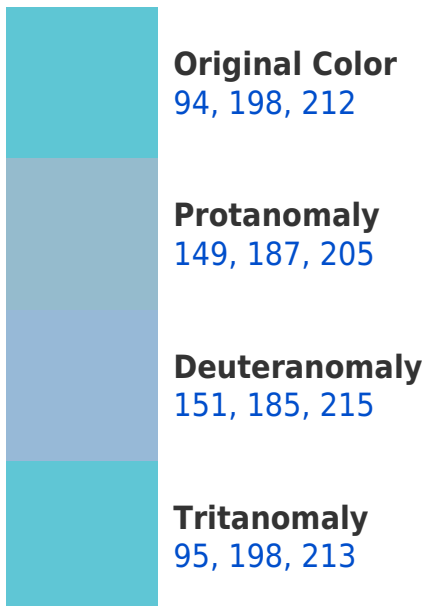 Original Color
94, 198, 212
Protanomaly
149, 187, 205
Deuteranomaly
151, 185, 215
Tritanomaly
95, 198, 213